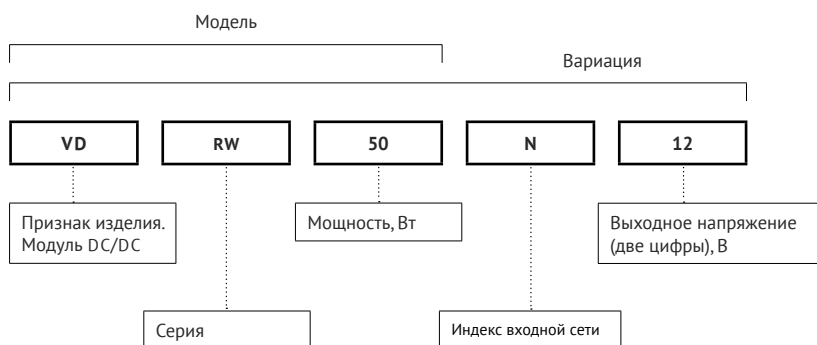 Модель
Вариация
VD RW 50 N 12
Признак изделия.
Модуль DC/DC
Мощность, Вт
Выходное напряжение
(две цифры), В
Серия
Индекс входной сети